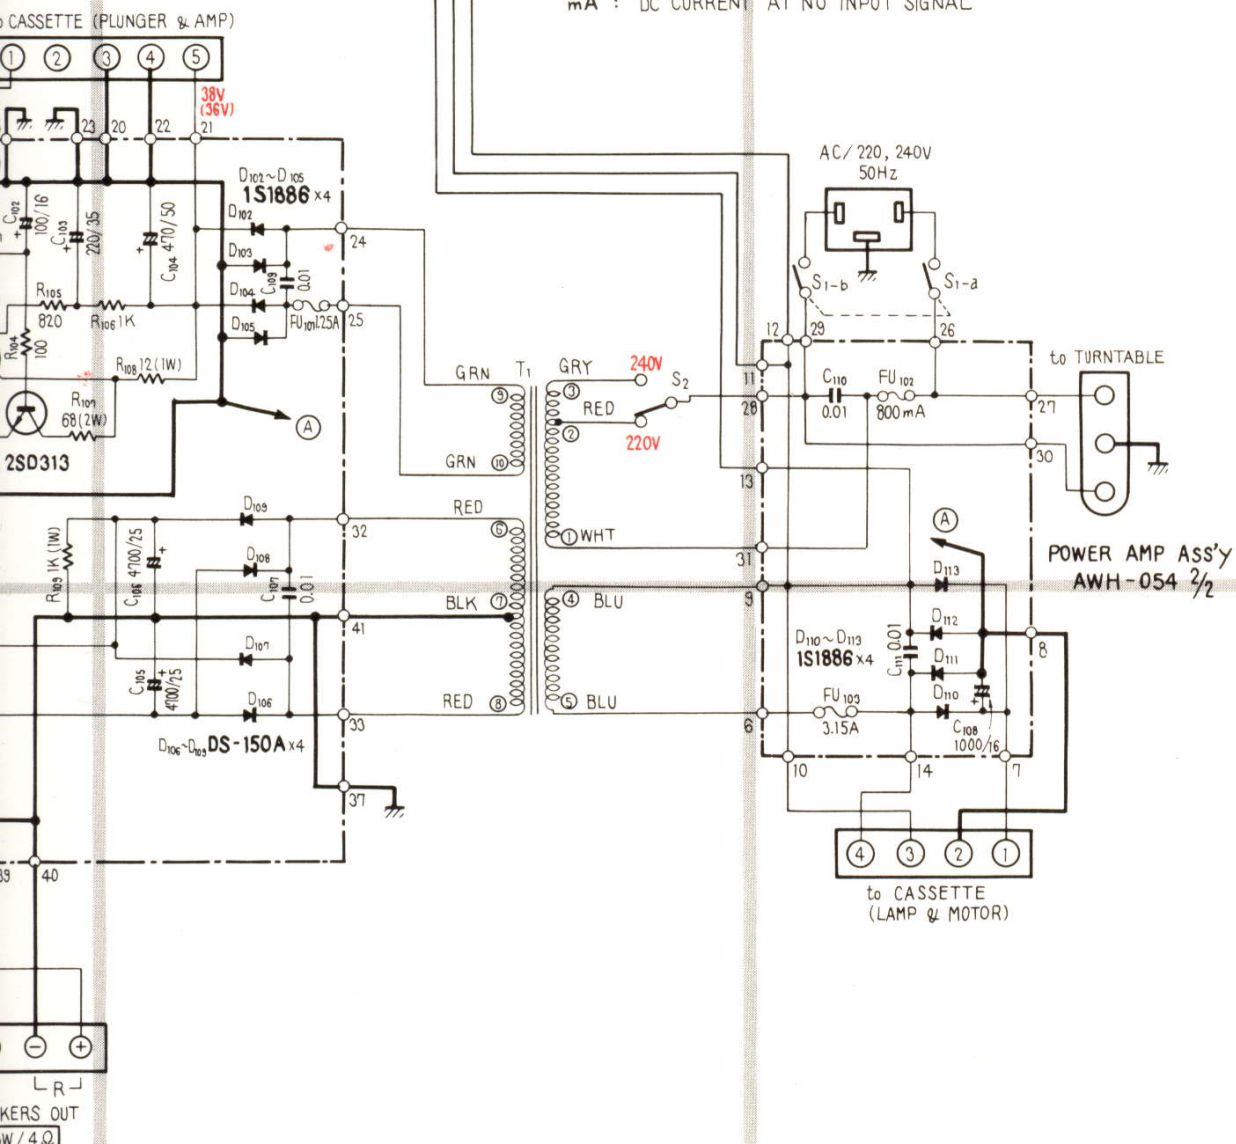 mA : DC CURRENT AT NO INPUT SIGNAL
CASSETTE (PLUNGER & AMP)
1 2 3 4 5
38V
(36V)
23 20 22 21
D102~D105
1S1886 ×4
C102
100/16
C103
220/35
C104 470/50
D102
D103
D104
D105
C109
0.01
FU101 1.25A
24
25
R105
820
R106 1K
R104
100
R108 12(1W)
R107
68(2W)
2SD313
A
AC/220, 240V
50Hz
S1-b
S1-a
12 29 26
11
28
13
31
9
6
to TURNTABLE
27
30
C110
0.01
FU102
800mA
GRN
9
T1
GRY
3
240V
S2
RED
2
220V
GRN
10
RED
6
1 WHT
BLK 7
4 BLU
RED 8
5 BLU
D109
32
R109 1K (1W)
C106 4700/25
D108
C107 0.01
41
D107
C105
4700/25
D106
33
D106~D109 DS-150A ×4
37
A
POWER AMP ASS'Y
AWH-054 2/2
D113
D110~D113
1S1886 ×4
C111 0.01
D112
D111
D110
8
FU103
3.15A
C108
1000/16
10 14 7
4 3 2 1
to CASSETTE
(LAMP & MOTOR)
39 40
− +
R
KERS OUT
W/4Ω